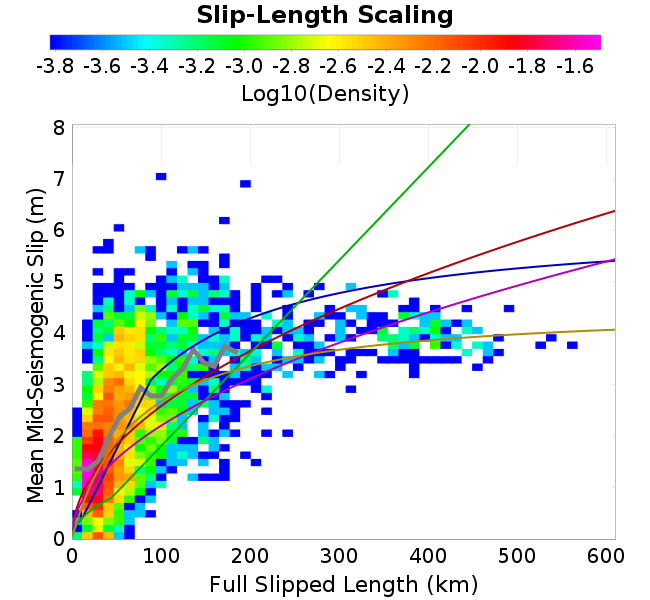 Slip-Length Scaling
-3.8 -3.6 -3.4 -3.2 -3.0 -2.8 -2.6 -2.4 -2.2 -2.0 -1.8 -1.6
Log10(Density)
8
7
6
5
4
3
2
1
0
Mean Mid-Seismogenic Slip (m)
0 100 200 300 400 500 600
Full Slipped Length (km)